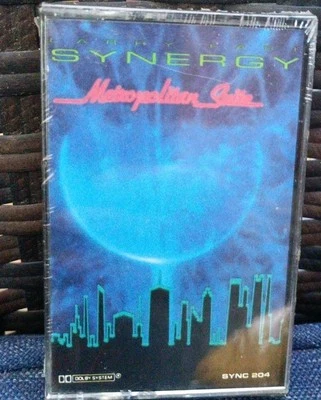 SYNERGY
Metropolitan Suite
DOLBY SYSTEM
SYNC 204